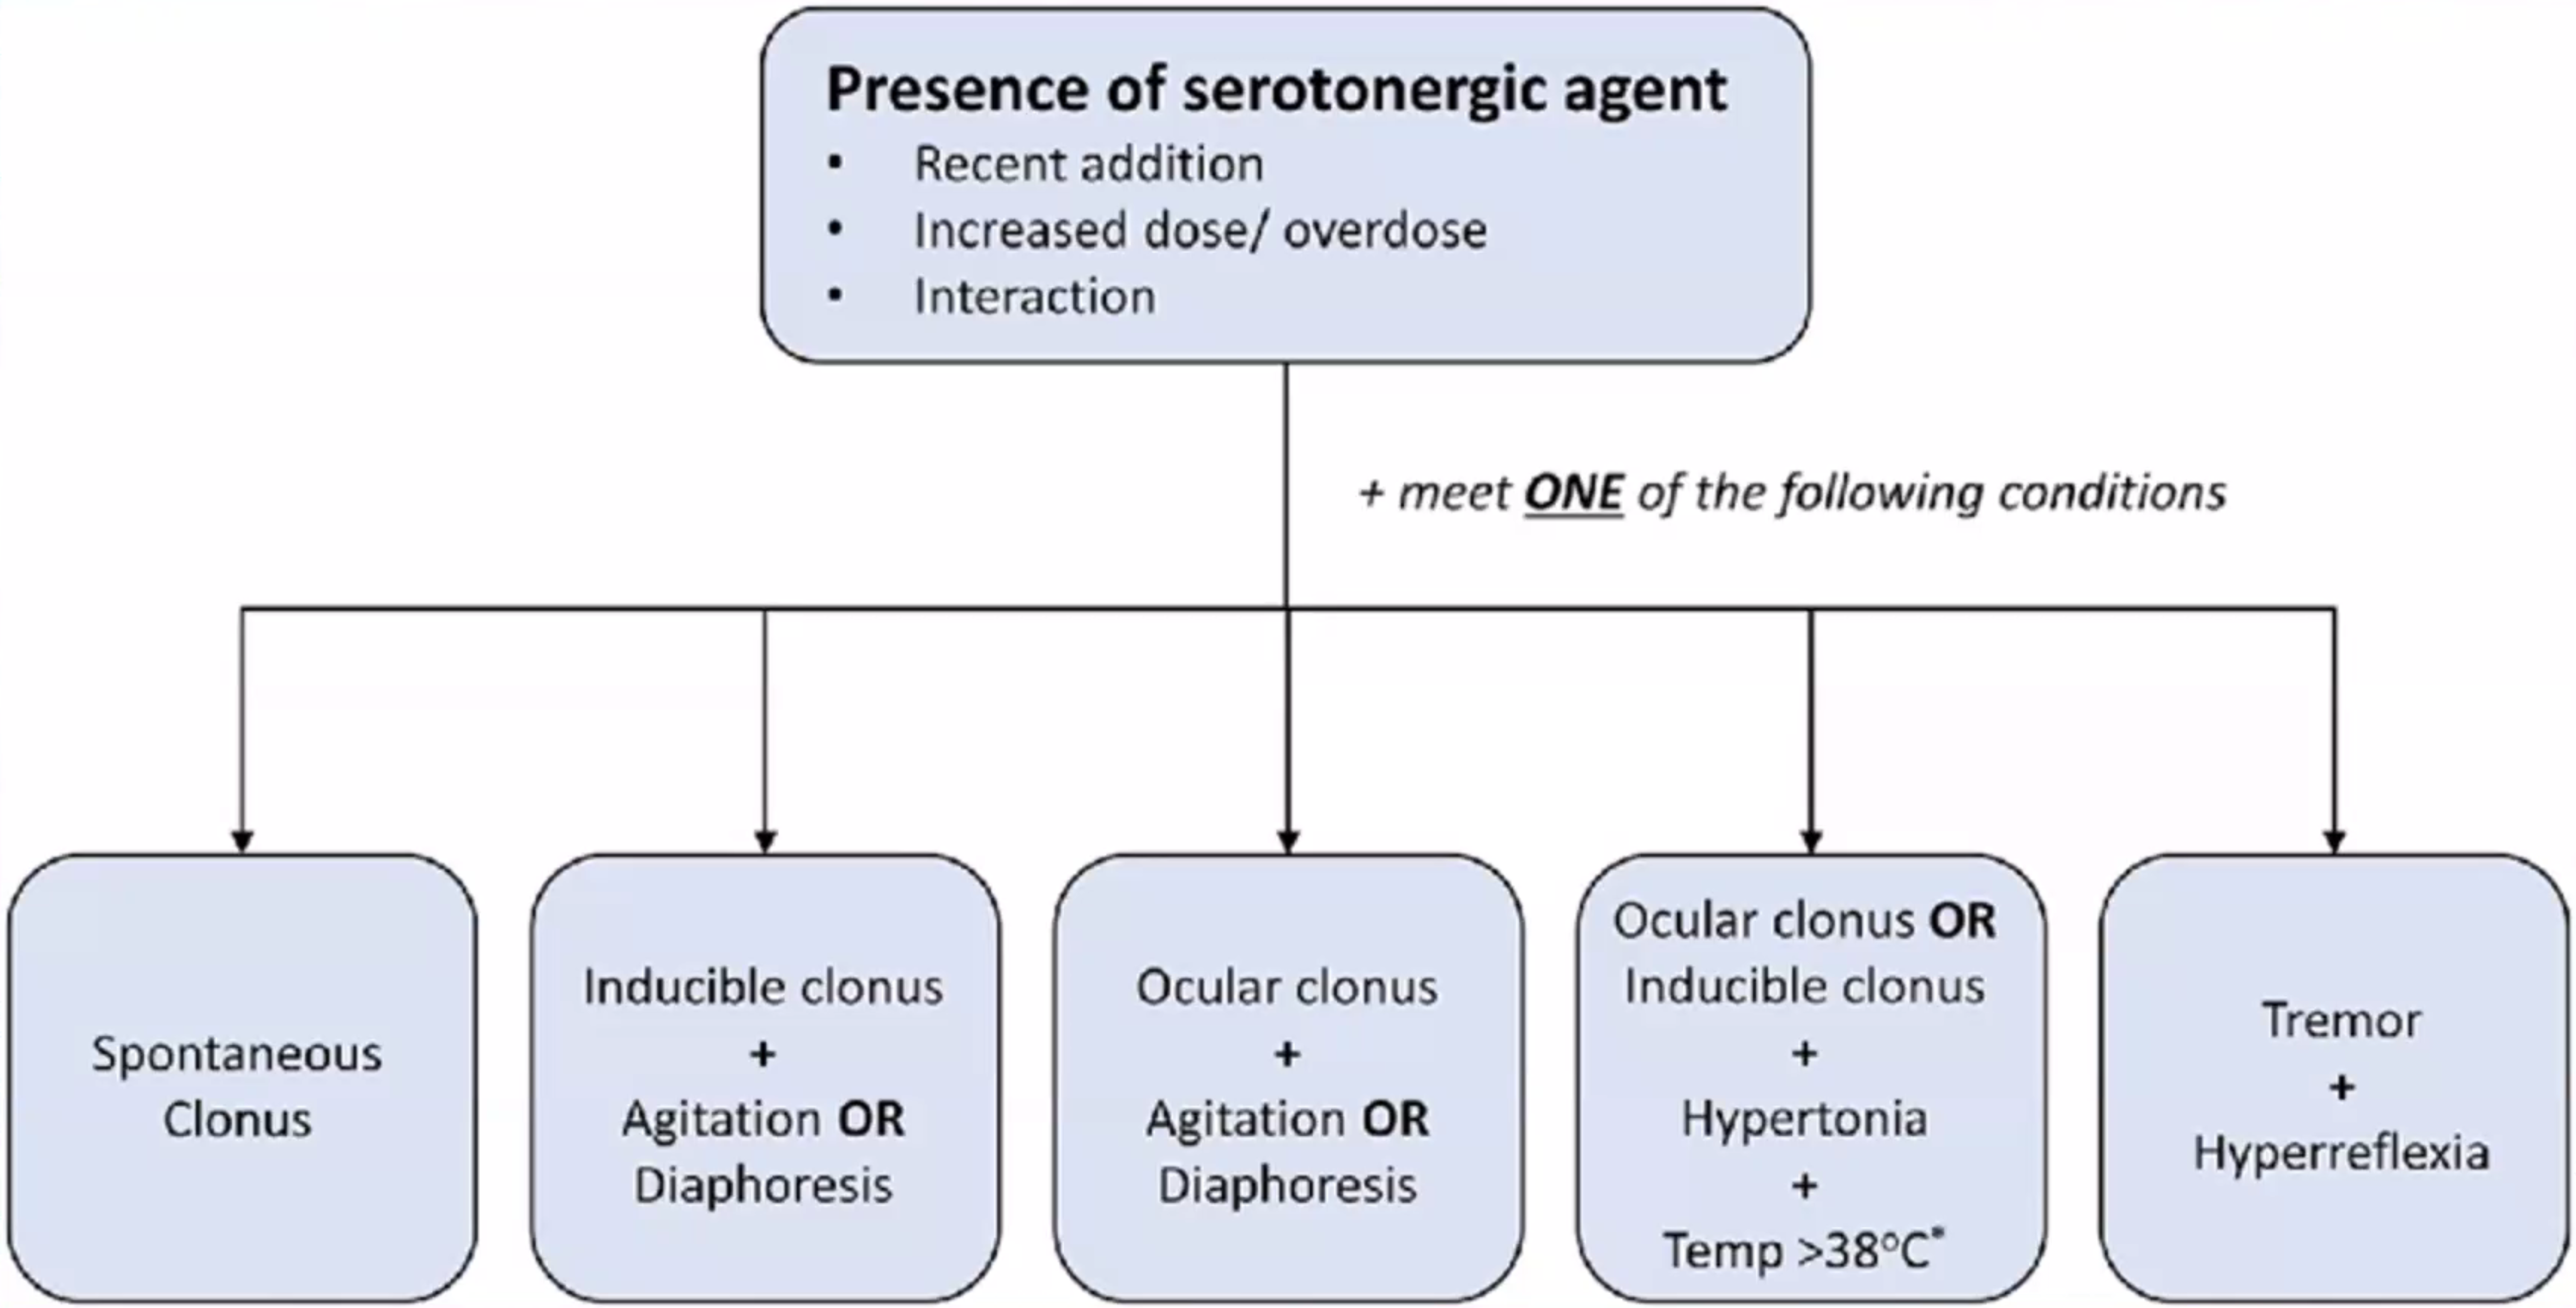 Presence of serotonergic agent
• Recent addition
• Increased dose/ overdose
• Interaction
+ meet ONE of the following conditions
Spontaneous
Clonus
Inducible clonus
+
Agitation OR
Diaphoresis
Ocular clonus
+
Agitation OR
Diaphoresis
Ocular clonus OR
Inducible clonus
+
Hypertonia
+
Temp >38°C*
Tremor
+
Hyperreflexia